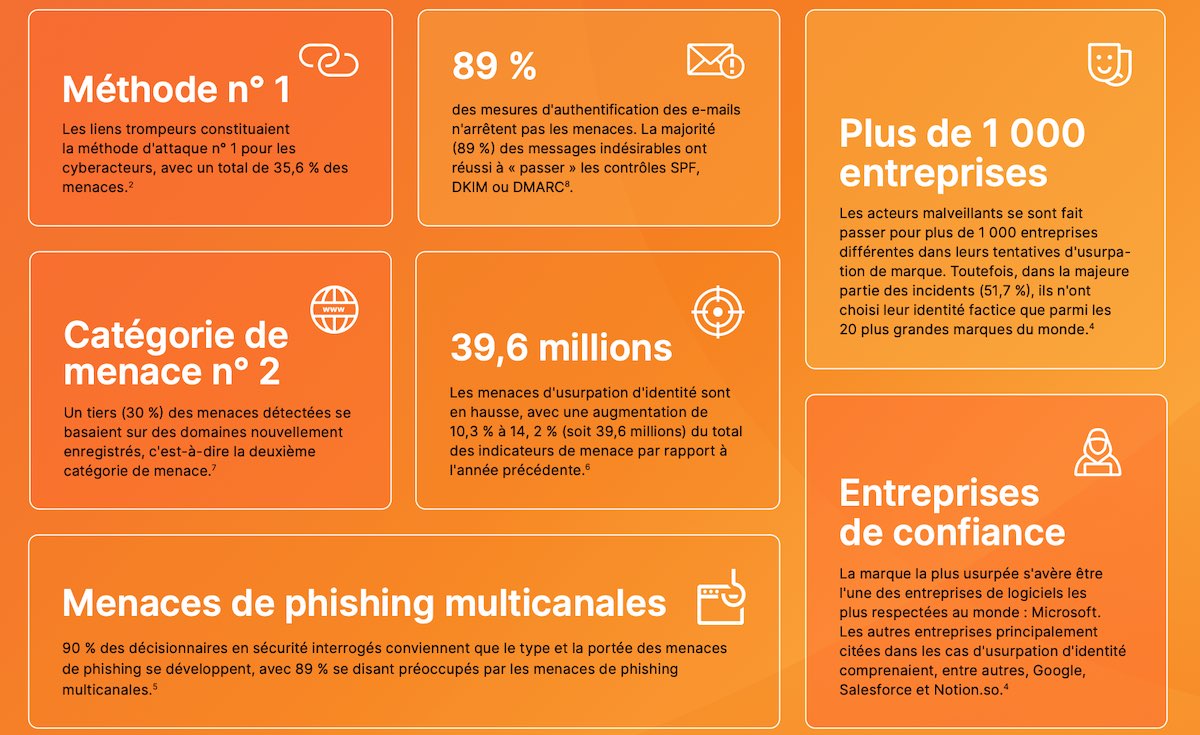 Méthode n° 1
Les liens trompeurs constituaient
la méthode d'attaque n° 1 pour les
cyberacteurs, avec un total de 35,6 % des
menaces.²
89 %
des mesures d'authentification des e-mails
n'arrêtent pas les menaces. La majorité
(89 %) des messages indésirables ont
réussi à « passer » les contrôles SPF,
DKIM ou DMARC⁸.
Plus de 1 000
entreprises
Les acteurs malveillants se sont fait
passer pour plus de 1 000 entreprises
différentes dans leurs tentatives d'usurpa-
tion de marque. Toutefois, dans la majeure
partie des incidents (51,7 %), ils n'ont
choisi leur identité factice que parmi les
20 plus grandes marques du monde.⁴
www
Catégorie de
menace n° 2
Un tiers (30 %) des menaces détectées se
basaient sur des domaines nouvellement
enregistrés, c'est-à-dire la deuxième
catégorie de menace.⁷
39,6 millions
Les menaces d'usurpation d'identité sont
en hausse, avec une augmentation de
10,3 % à 14, 2 % (soit 39,6 millions) du total
des indicateurs de menace par rapport à
l'année précédente.⁶
Entreprises
de confiance
La marque la plus usurpée s'avère être
l'une des entreprises de logiciels les
plus respectées au monde : Microsoft.
Les autres entreprises principalement
citées dans les cas d'usurpation d'identité
comprenaient, entre autres, Google,
Salesforce et Notion.so.⁴
Menaces de phishing multicanales
90 % des décisionnaires en sécurité interrogés conviennent que le type et la portée des menaces
de phishing se développent, avec 89 % se disant préoccupés par les menaces de phishing
multicanales.⁵